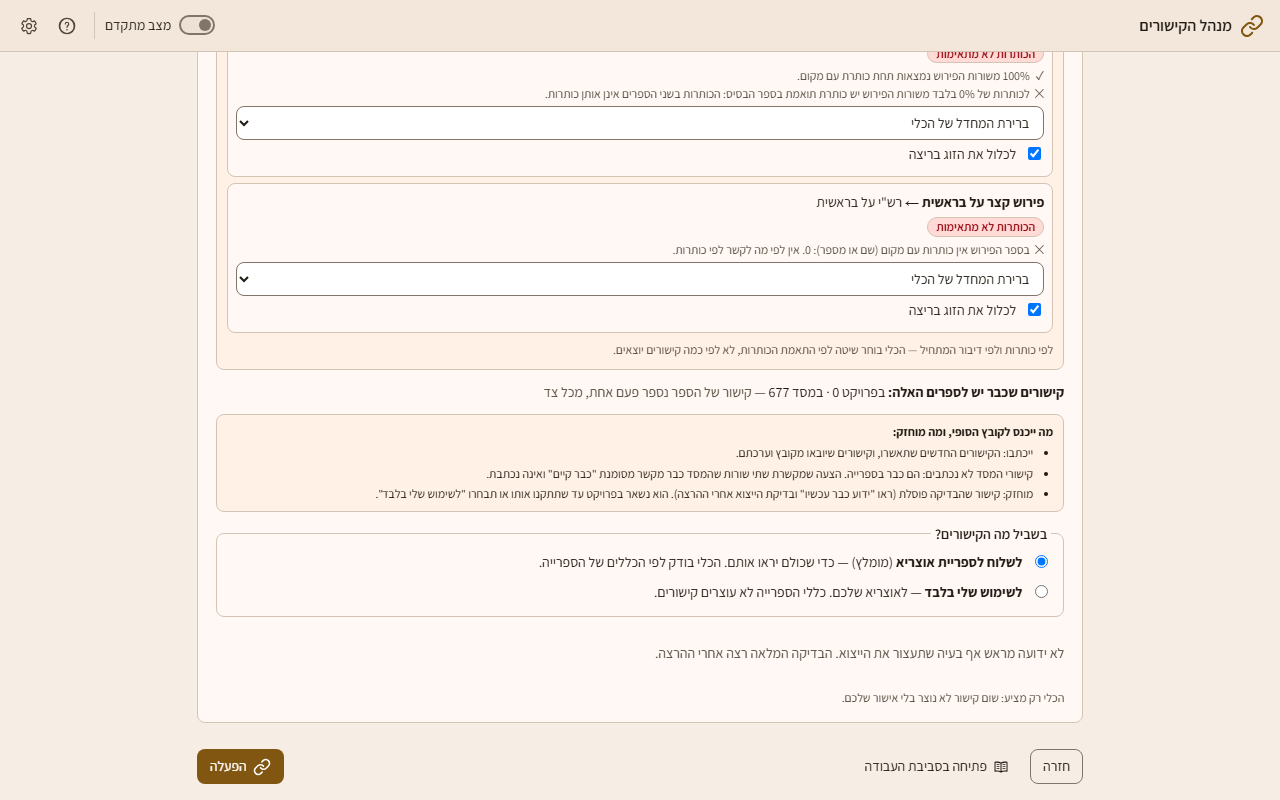 מנהל הקישורים
מצב מתקדם
הכותרות לא מתאימות
✓ 100% משורות הפירוש נמצאות תחת כותרת עם מקום.
✕ לכותרות של 0% בלבד משורות הפירוש יש כותרת תואמת בספר הבסיס: הכותרות בשני הספרים אינן אותן כותרות.
ברירת המחדל של הכלי
לכלול את הזוג בריצה
פירוש קצר על בראשית ← רש"י על בראשית
הכותרות לא מתאימות
✕ בספר הפירוש אין כותרות עם מקום (שם או מספר): 0. אין לפי מה לקשר לפי כותרות.
ברירת המחדל של הכלי
לכלול את הזוג בריצה
לפי כותרות ולפי דיבור המתחיל — הכלי בוחר שיטה לפי התאמת הכותרות, לא לפי כמה קישורים יוצאים.
קישורים שכבר יש לספרים האלה: בפרויקט 0 · במסד 677 — קישור של הספר נספר פעם אחת, מכל צד
מה ייכנס לקובץ הסופי, ומה מוחזק:
• ייכתבו: הקישורים החדשים שתאשרו, וקישורים שיובאו מקובץ וערכתם.
• קישורי המסד לא נכתבים: הם כבר בספרייה. הצעה שמקשרת שתי שורות שהמסד כבר מקשר מסומנת "כבר קיים" ואינה נכתבת.
• מוחזק: קישור שהבדיקה פוסלת (ראו "ידוע כבר עכשיו" ובדיקת הייצוא אחרי ההרצה). הוא נשאר בפרויקט עד שתתקנו אותו או תבחרו "לשימוש שלי בלבד".
בשביל מה הקישורים?
לשלוח לספריית אוצריא (מומלץ) — כדי שכולם יראו אותם. הכלי בודק לפי הכללים של הספרייה.
לשימוש שלי בלבד — לאוצריא שלכם. כללי הספרייה לא עוצרים קישורים.
לא ידועה מראש אף בעיה שתעצור את הייצוא. הבדיקה המלאה רצה אחרי ההרצה.
הכלי רק מציע: שום קישור לא נוצר בלי אישור שלכם.
חזרה
פתיחה בסביבת העבודה
הפעלה